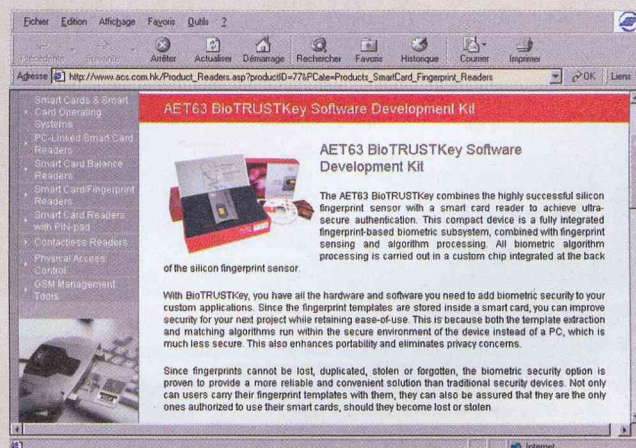 Fichier Edition Affichage Favoris Outils ?
Précédente Suivante Arrêter Actualiser Démarrage Rechercher Favoris Historique Courrier Imprimer
Adresse http://www.acs.com.hk/Product_Readers.asp?productID=77&PCate=Products_SmartCard_Fingerprint_Readers OK Liens
Smart Cards & Smart
Card Operating
Systems
PC-Linked Smart Card
Readers
Smart Card Balance
Readers
Smart Card/Fingerprint
Readers
Smart Card Readers
with PIN-pad
Contactless Readers
Physical Access
Control
GSM Management
Tools
AET63 BioTRUSTKey Software Development Kit
AET63 BioTRUSTKey Software
Development Kit
The AET63 BioTRUSTKey combines the highly successful silicon
fingerprint sensor with a smart card reader to achieve ultra-
secure authentication. This compact device is a fully integrated
fingerprint-based biometric subsystem, combined with fingerprint
sensing and algorithm processing. All biometric algorithm
processing is carried out in a custom chip integrated at the back
of the silicon fingerprint sensor.
With BioTRUSTKey, you have all the hardware and software you need to add biometric security to your
custom applications. Since the fingerprint templates are stored inside a smart card, you can improve
security for your next project while retaining ease-of-use. This is because both the template extraction
and matching algorithms run within the secure environment of the device instead of a PC, which is
much less secure. This also enhances portability and eliminates privacy concerns.
Since fingerprints cannot be lost, duplicated, stolen or forgotten, the biometric security option is
proven to provide a more reliable and convenient solution than traditional security devices. Not only
can users carry their fingerprint templates with them, they can also be assured that they are the only
ones authorized to use their smart cards, should they become lost or stolen.
Internet